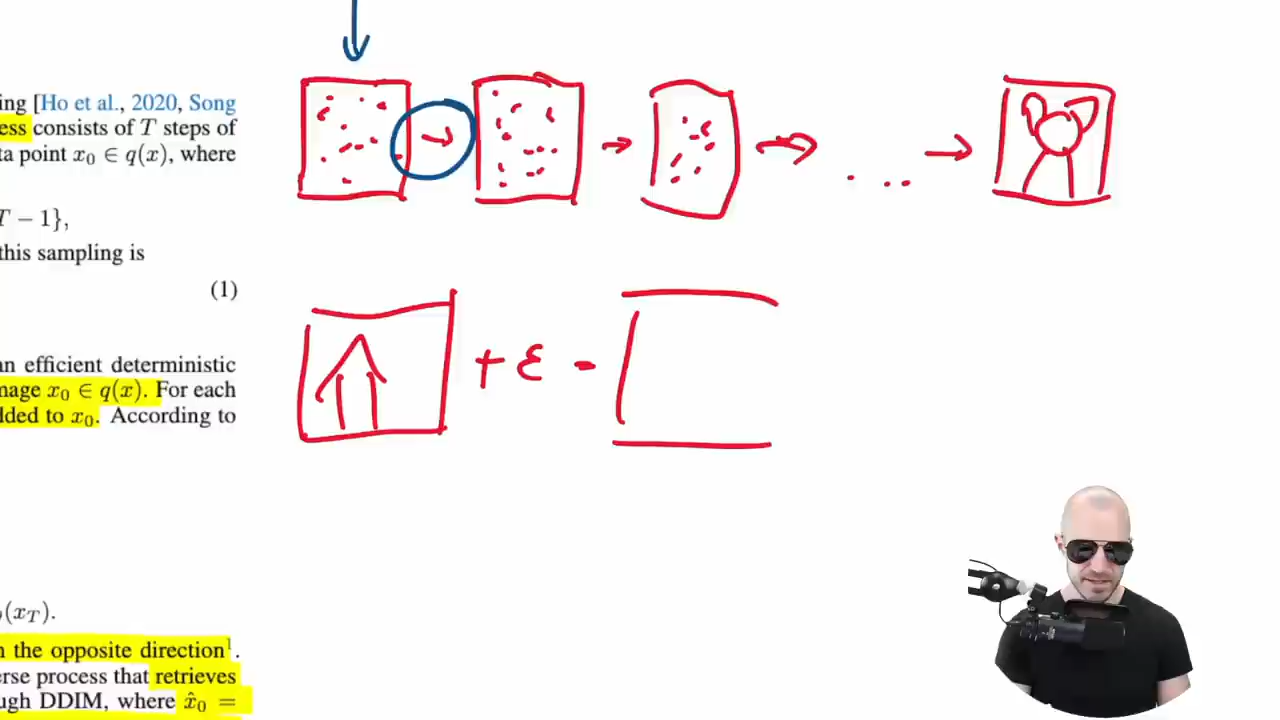 ing [Ho et al., 2020, Song
ess consists of T steps of
ta point x₀ ∈ q(x), where
T − 1},
this sampling is
(1)
an efficient deterministic
mage x₀ ∈ q(x). For each
dded to x₀. According to
+ ε =
(x_T).
n the opposite direction¹.
erse process that retrieves
ugh DDIM, where x̂₀ =